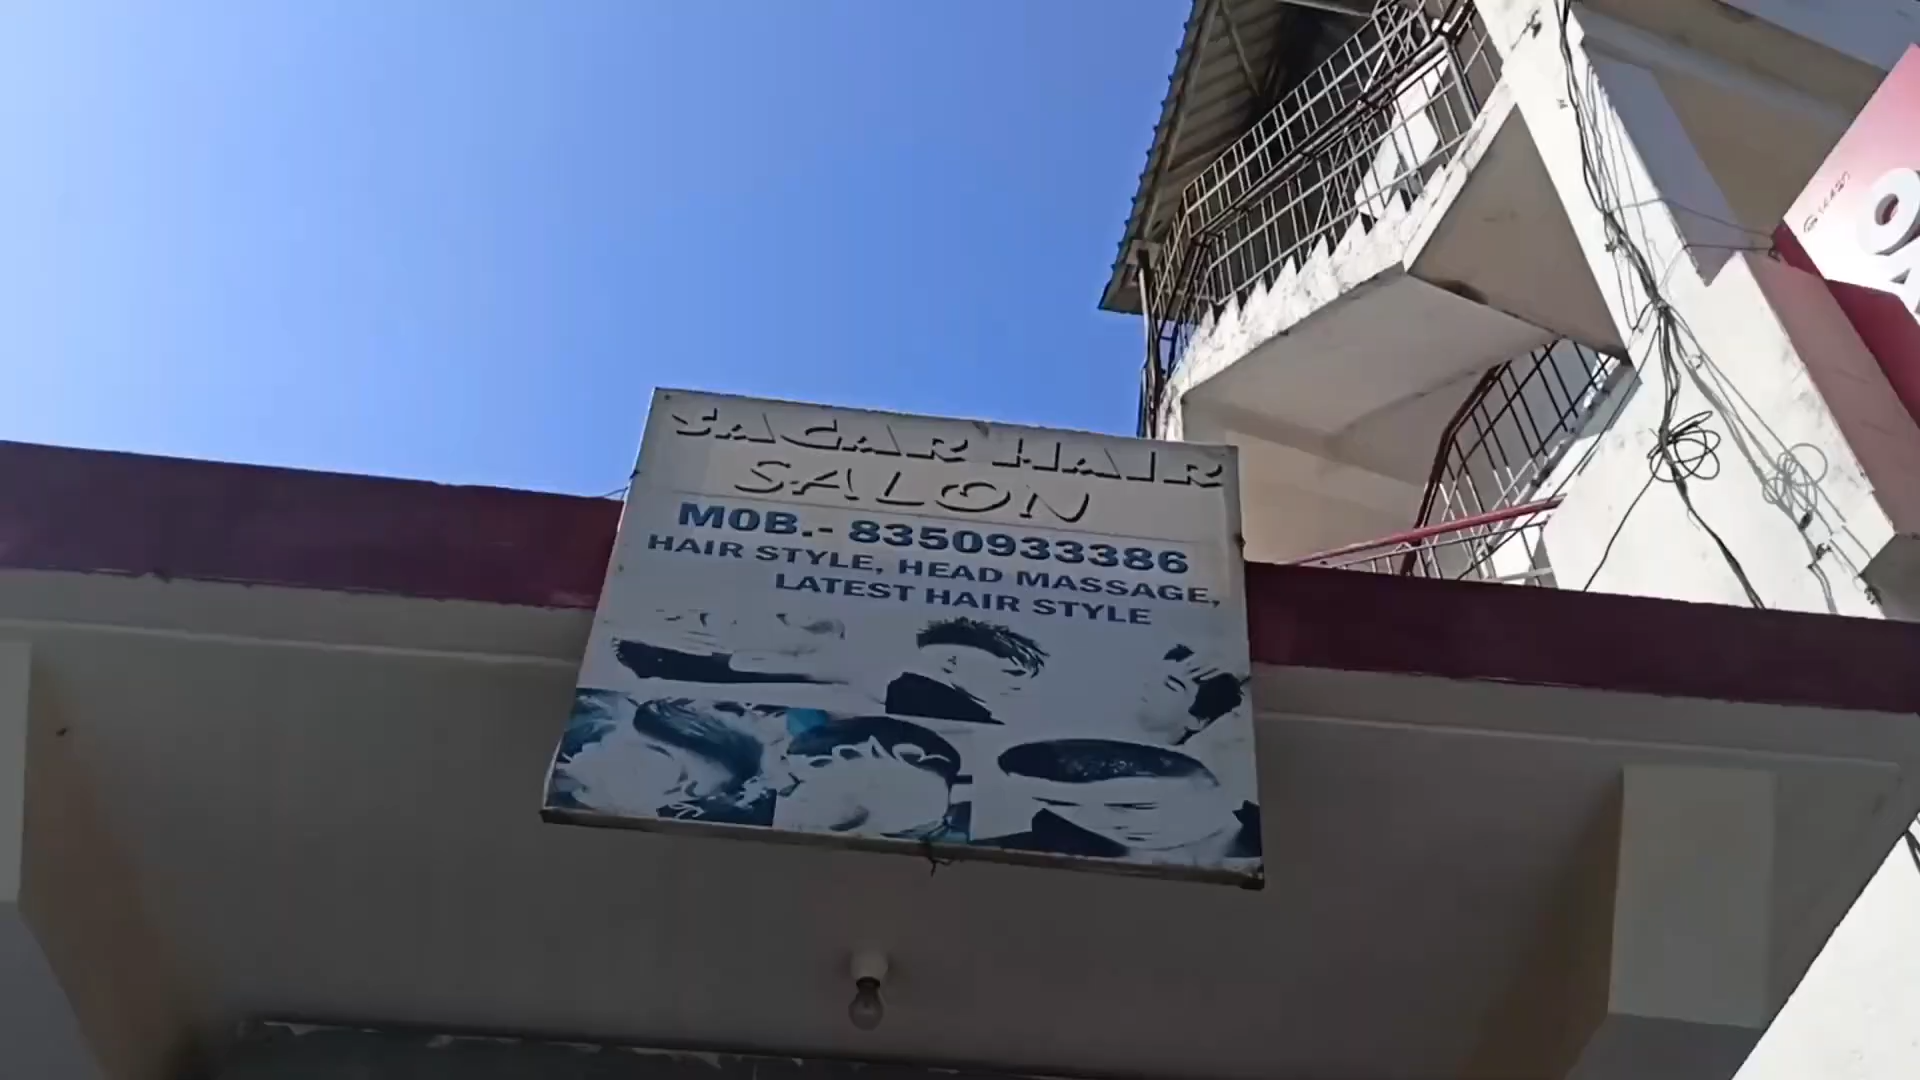 SAGAR HAIR
SALON
MOB.- 8350933386
HAIR STYLE, HEAD MASSAGE,
LATEST HAIR STYLE